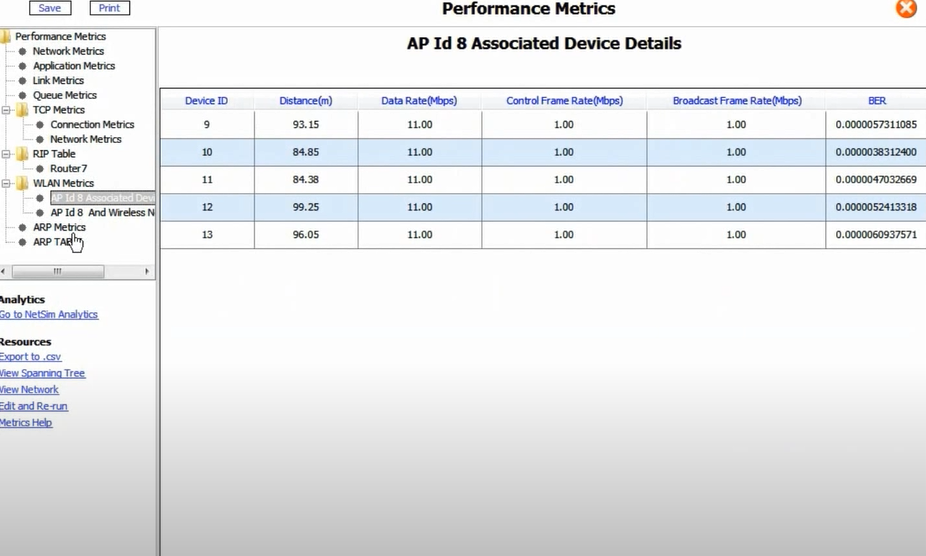 Save Print
Performance Metrics
Performance Metrics
Network Metrics
Application Metrics
Link Metrics
Queue Metrics
TCP Metrics
Connection Metrics
Network Metrics
RIP Table
Router7
WLAN Metrics
AP Id 8 Associated Devi
AP Id 8 And Wireless N
ARP Metrics
ARP TAB
Analytics
Go to NetSim Analytics
Resources
Export to .csv
View Spanning Tree
View Network
Edit and Re-run
Metrics Help
AP Id 8 Associated Device Details
Device ID Distance(m) Data Rate(Mbps) Control Frame Rate(Mbps) Broadcast Frame Rate(Mbps) BER
9 93.15 11.00 1.00 1.00 0.0000057311085
10 84.85 11.00 1.00 1.00 0.0000038312400
11 84.38 11.00 1.00 1.00 0.0000047032669
12 99.25 11.00 1.00 1.00 0.0000052413318
13 96.05 11.00 1.00 1.00 0.0000060937571